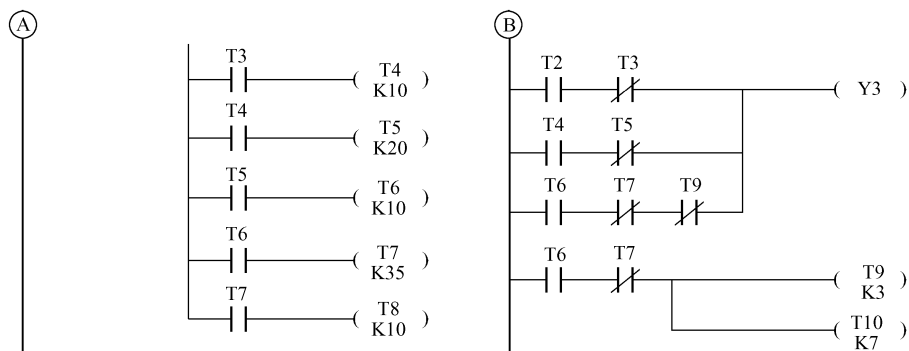 A
T3
T4
K10
T4
T5
K20
T5
T6
K10
T6
T7
K35
T7
T8
K10
B
T2 T3
Y3
T4 T5
T6 T7 T9
T6 T7
T9
K3
T10
K7